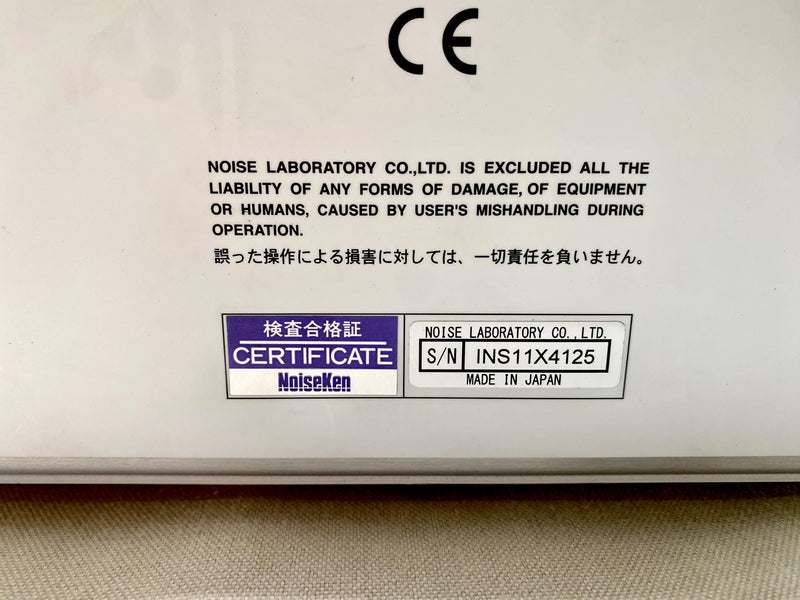 CE
NOISE LABORATORY CO.,LTD. IS EXCLUDED ALL THE
LIABILITY OF ANY FORMS OF DAMAGE, OF EQUIPMENT
OR HUMANS, CAUSED BY USER'S MISHANDLING DURING
OPERATION.
誤った操作による損害に対しては、一切責任を負いません。
検査合格証
CERTIFICATE
NoiseKen
NOISE LABORATORY CO.,LTD.
S/N INS11X4125
MADE IN JAPAN